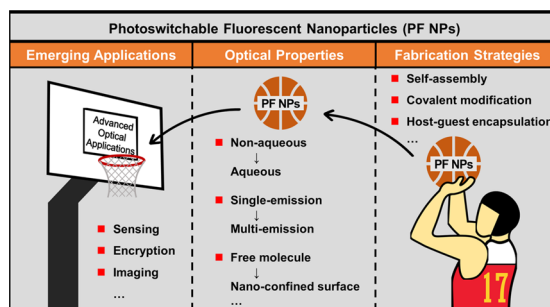 Photoswitchable Fluorescent Nanoparticles (PF NPs)
Emerging Applications
Advanced
Optical
Applications
Sensing
Encryption
Imaging
...
Optical Properties
PF NPs
Non-aqueous
↓
Aqueous
Single-emission
↓
Multi-emission
Free molecule
↓
Nano-confined surface
...
Fabrication Strategies
Self-assembly
Covalent modification
Host-guest encapsulation
...
PF NPs
17